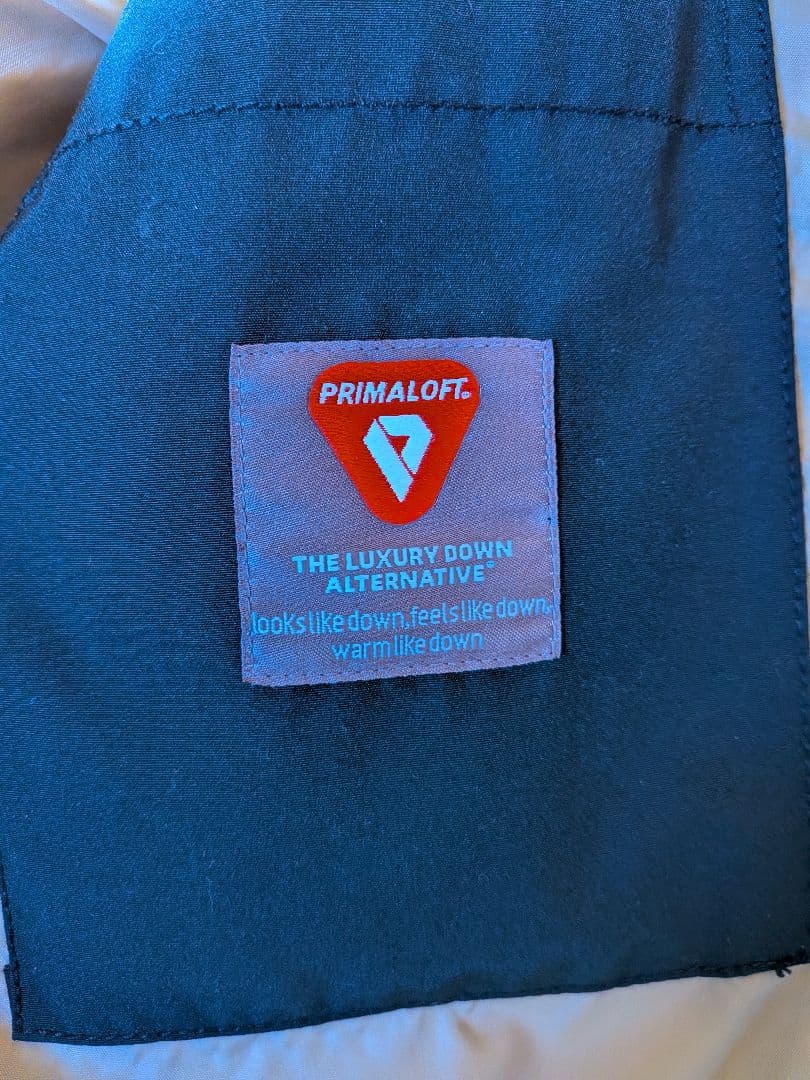 PRIMALOFT®
THE LUXURY DOWN
ALTERNATIVE®
looks like down, feels like down,
warm like down